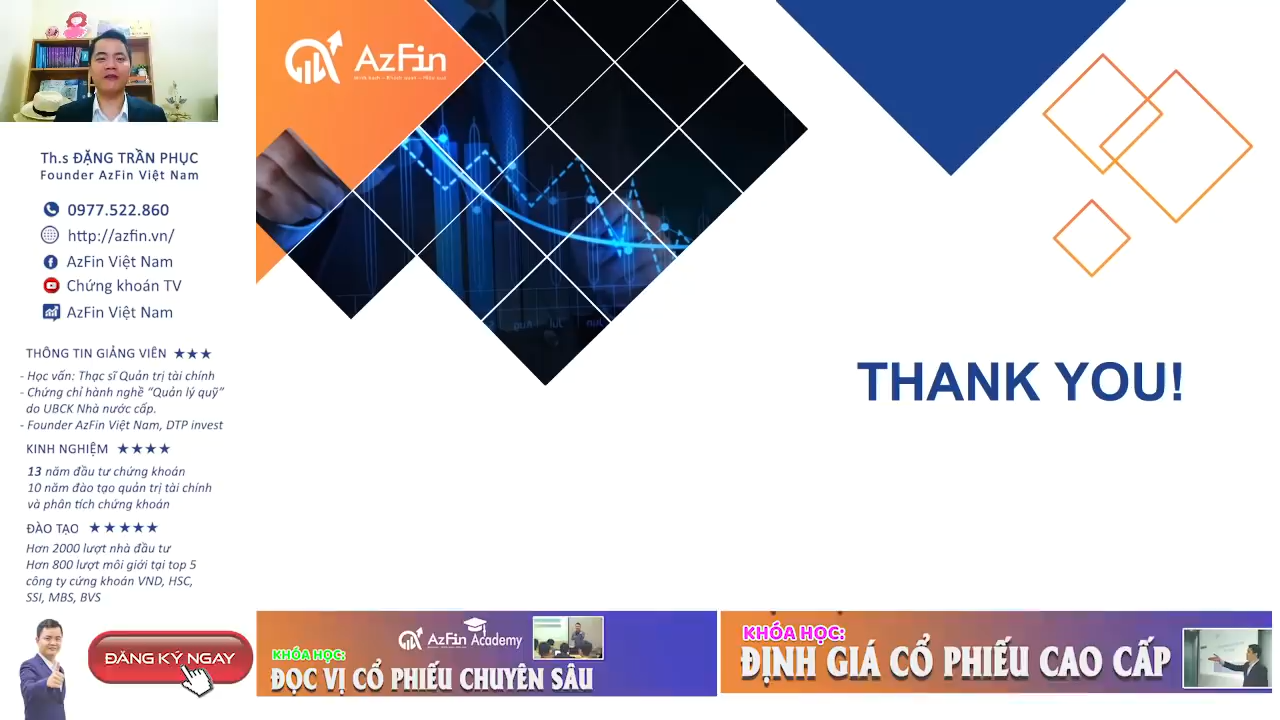 AzFin
Th.s ĐẶNG TRẦN PHỤC
Founder AzFin Việt Nam
0977.522.860
http://azfin.vn/
AzFin Việt Nam
Chứng khoán TV
AzFin Việt Nam
THÔNG TIN GIẢNG VIÊN ★★★
- Học vấn: Thạc sĩ Quản trị tài chính
- Chứng chỉ hành nghề “Quản lý quỹ”
do UBCK Nhà nước cấp.
- Founder AzFin Việt Nam, DTP invest
KINH NGHIỆM ★★★★
13 năm đầu tư chứng khoán
10 năm đào tạo quản trị tài chính
và phân tích chứng khoán
ĐÀO TẠO ★★★★★
Hơn 2000 lượt nhà đầu tư
Hơn 800 lượt môi giới tại top 5
công ty cứng khoán VND, HSC,
SSI, MBS, BVS
ĐĂNG KÝ NGAY
THANK YOU!
AzFin Academy
KHÓA HỌC:
ĐỌC VỊ CỔ PHIẾU CHUYÊN SÂU
KHÓA HỌC:
ĐỊNH GIÁ CỔ PHIẾU CAO CẤP